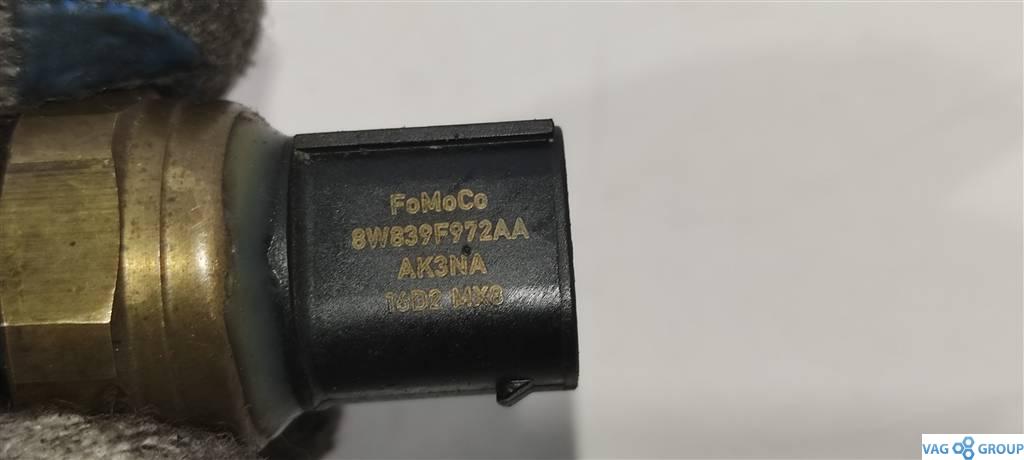 FoMoCo
8W839F972AA
AK3NA
16D2 MX8
VAG GROUP